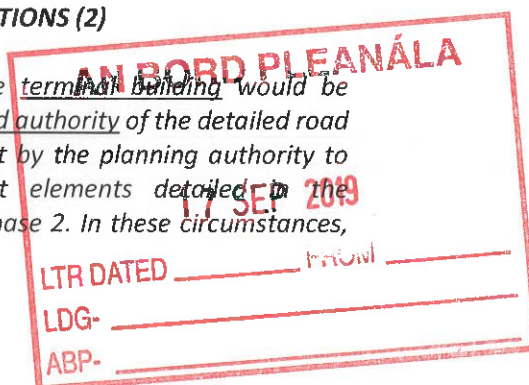 TIONS (2)
AN BORD PLEANÁLA
e terminal building would be
d authority of the detailed road
t by the planning authority to
t elements detailed in the
17 SEP 2019
ase 2. In these circumstances,
LTR DATED FROM
LDG-
ABP-